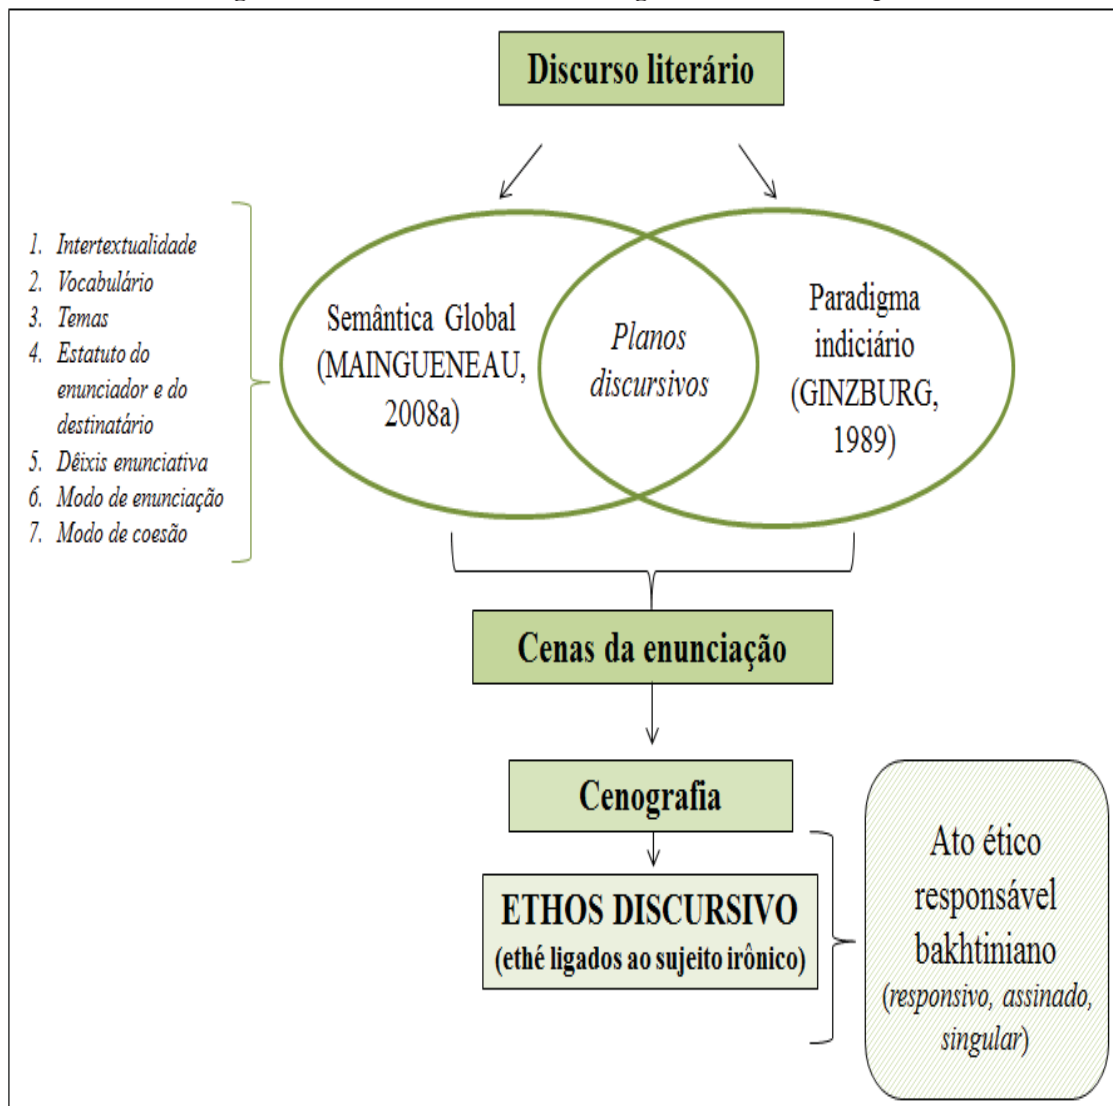 Discurso literário
1. Intertextualidade
2. Vocabulário
3. Temas
4. Estatuto do
enunciador e do
destinatário
5. Dêixis enunciativa
6. Modo de enunciação
7. Modo de coesão
Semântica Global
(MAINGUENEAU,
2008a)
Planos
discursivos
Paradigma
indiciário
(GINZBURG,
1989)
Cenas da enunciação
Cenografia
ETHOS DISCURSIVO
(ethé ligados ao sujeito irônico)
Ato ético
responsável
bakhtiniano
(responsivo, assinado,
singular)